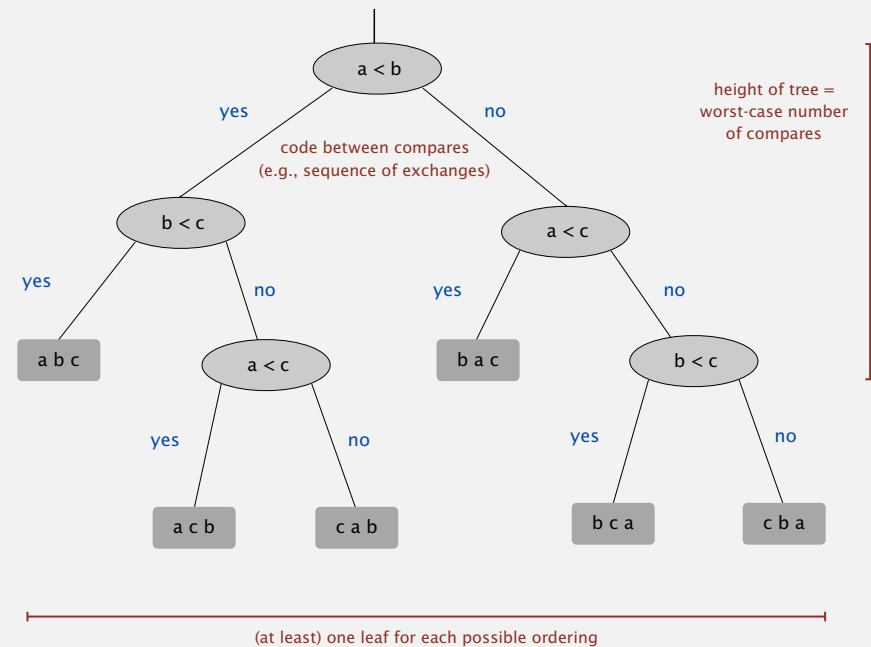 a < b
height of tree =
worst-case number
of compares
yes
no
code between compares
(e.g., sequence of exchanges)
b < c
a < c
yes
no
yes
no
a b c
a < c
b a c
b < c
yes
no
yes
no
a c b
c a b
b c a
c b a
(at least) one leaf for each possible ordering